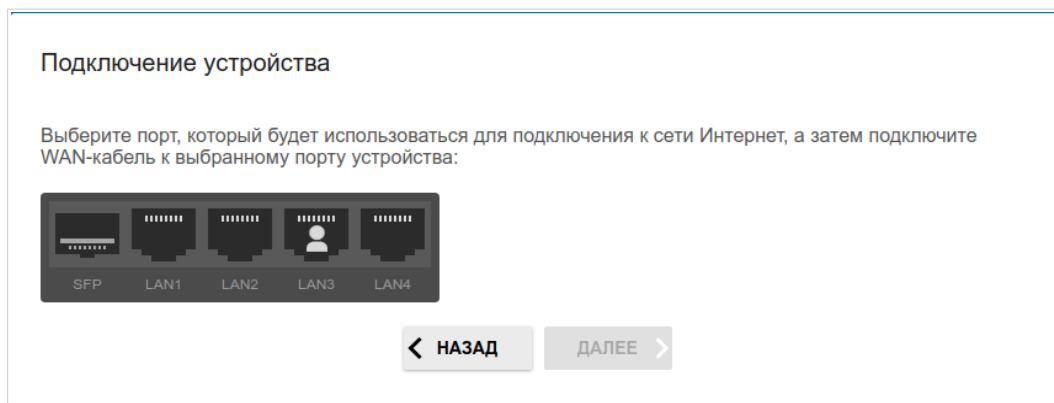 Подключение устройства
Выберите порт, который будет использоваться для подключения к сети Интернет, а затем подключите
WAN-кабель к выбранному порту устройства:
SFP LAN1 LAN2 LAN3 LAN4
НАЗАД ДАЛЕЕ